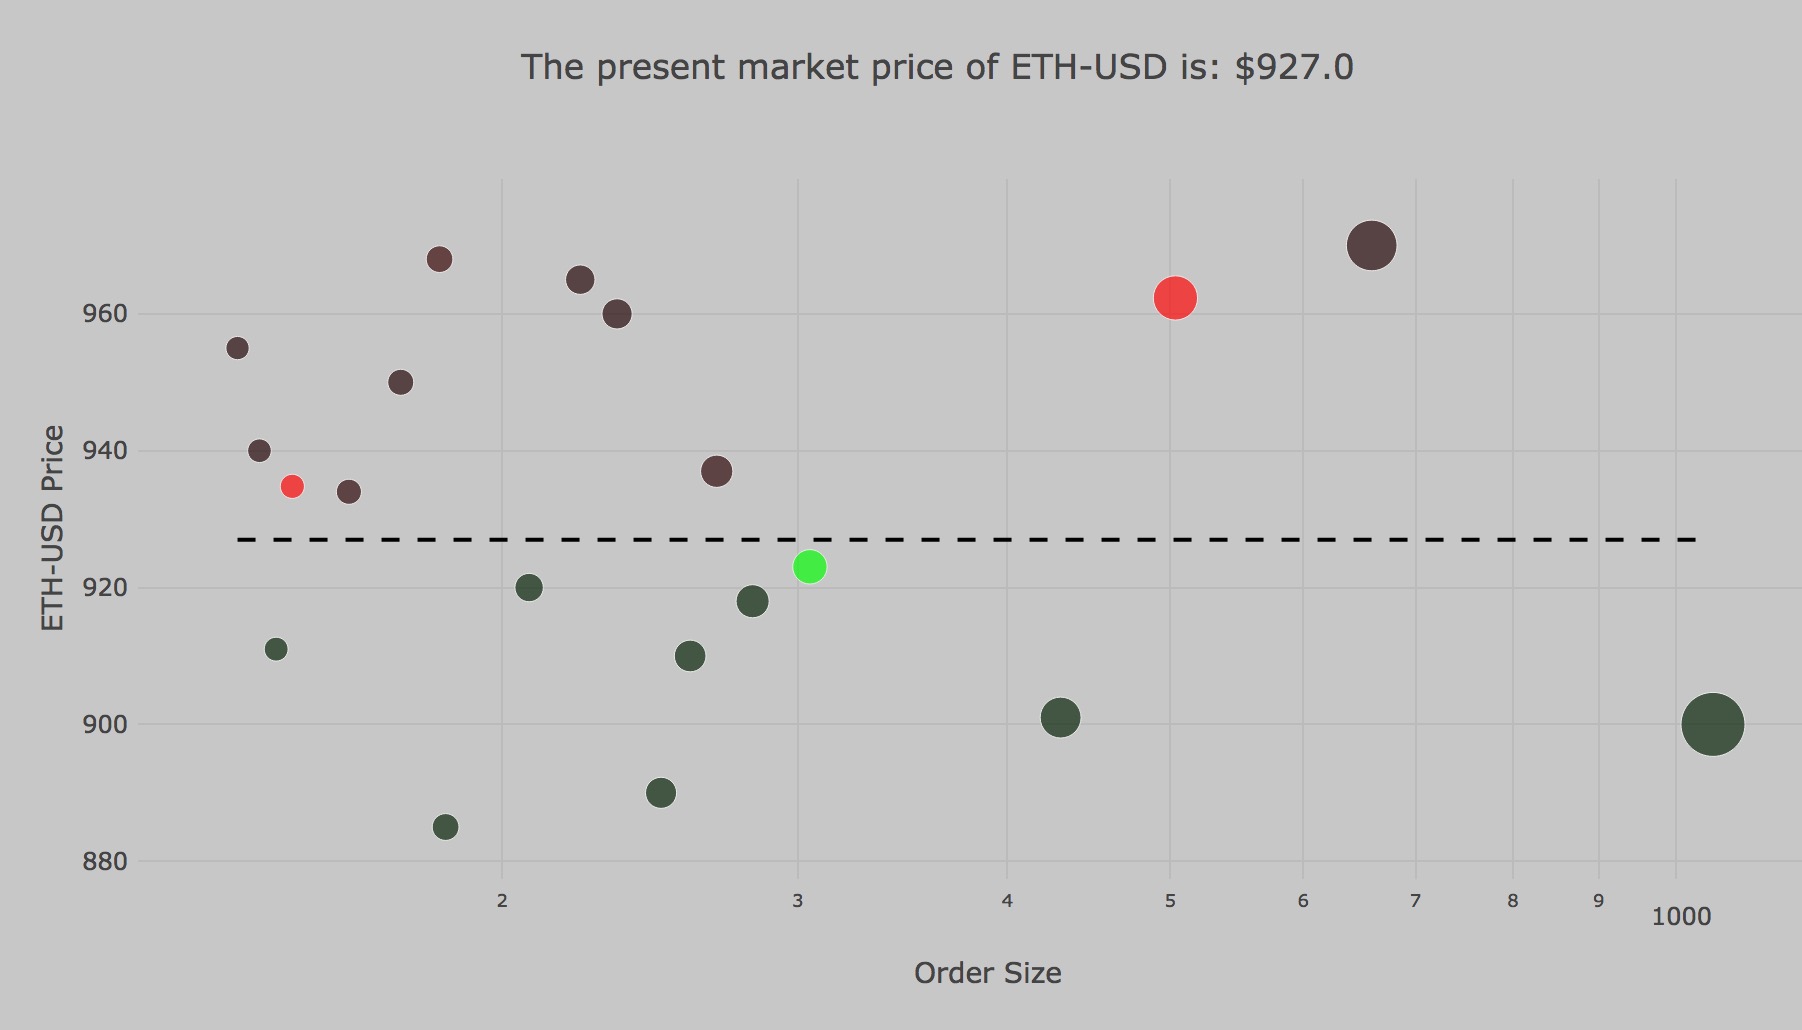 The present market price of ETH-USD is: $927.0
ETH-USD Price
960
940
920
900
880
2 3 4 5 6 7 8 9 1000
Order Size